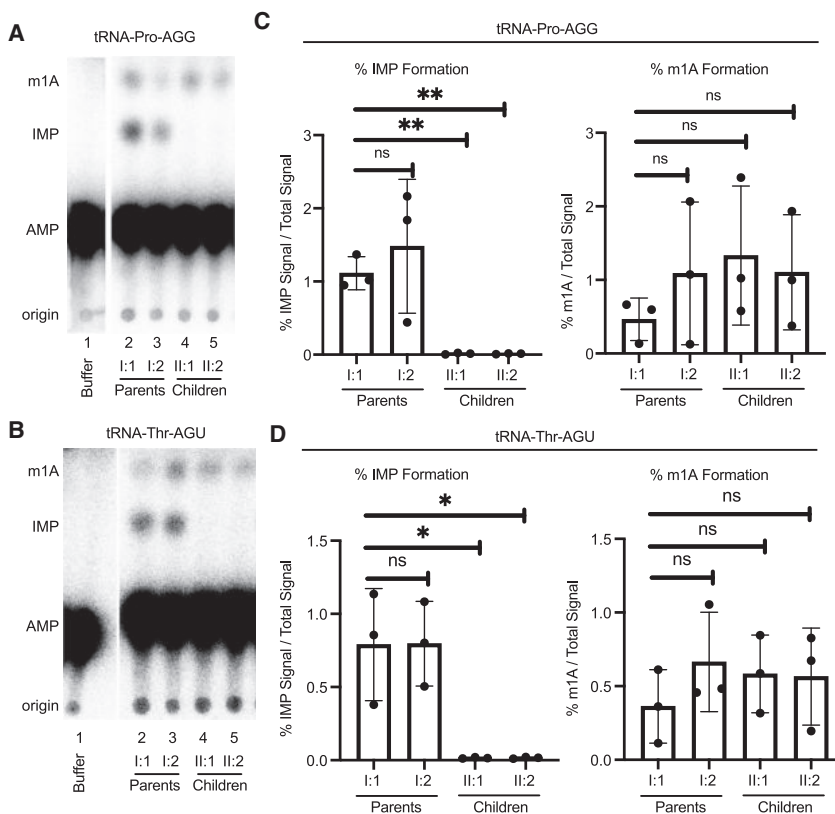 A
tRNA-Pro-AGG
m1A
IMP
AMP
origin
1 2 3 4 5
Buffer
I:1 I:2 II:1 II:2
Parents Children
B
tRNA-Thr-AGU
m1A
IMP
AMP
origin
1 2 3 4 5
Buffer
I:1 I:2 II:1 II:2
Parents Children
C
tRNA-Pro-AGG
% IMP Formation
% IMP Signal / Total Signal
3
2
1
0
**
**
ns
I:1 I:2 II:1 II:2
Parents Children
% m1A Formation
% m1A / Total Signal
3
2
1
0
ns
ns
ns
I:1 I:2 II:1 II:2
Parents Children
D
tRNA-Thr-AGU
% IMP Formation
% IMP Signal / Total Signal
1.5
1.0
0.5
0.0
*
*
ns
I:1 I:2 II:1 II:2
Parents Children
% m1A Formation
% m1A / Total Signal
1.5
1.0
0.5
0.0
ns
ns
ns
I:1 I:2 II:1 II:2
Parents Children